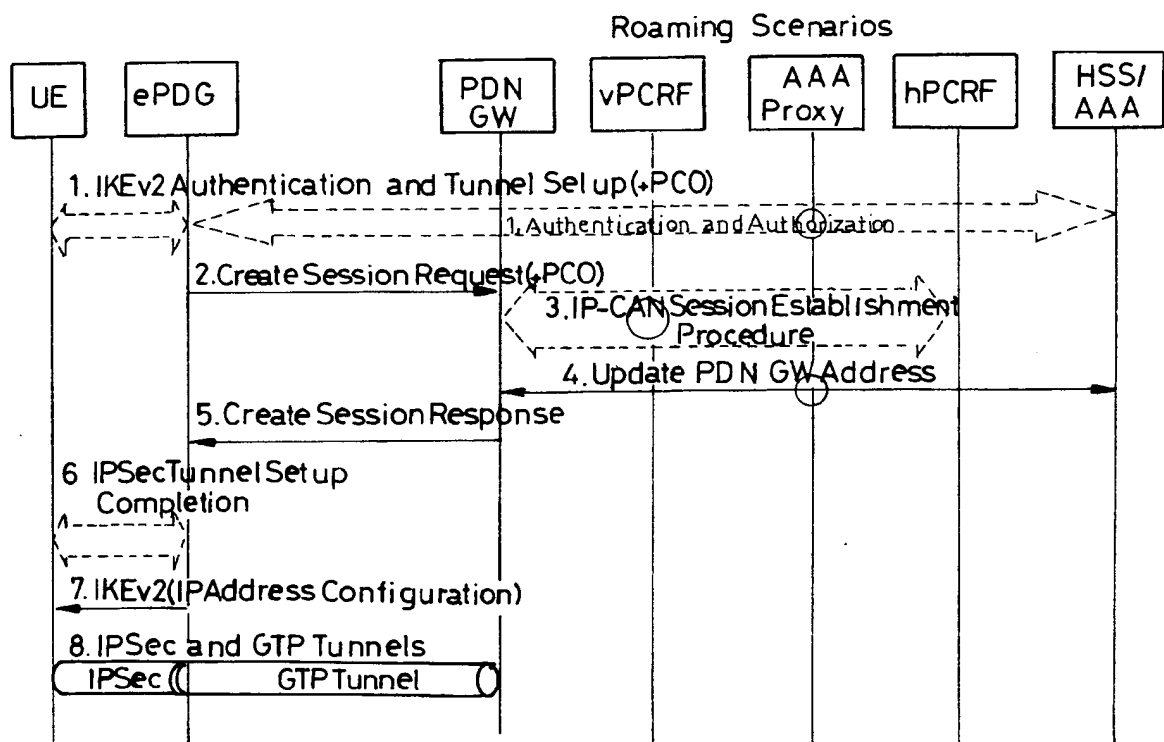 Roaming Scenarios
UE
ePDG
PDN
GW
vPCRF
AAA
Proxy
hPCRF
HSS/
AAA
1. IKEv2 Authentication and Tunnel Setup(+PCO)
1. Authentication and Authorization
2.Create Session Request(+PCO)
3.IP-CAN Session Establishment
Procedure
4.Update PDN GW Address
5.Create Session Response
6 IPSec Tunnel Setup
Completion
7. IKEv2(IP Address Configuration)
8.IPSec and GTP Tunnels
IPSec
GTP Tunnel